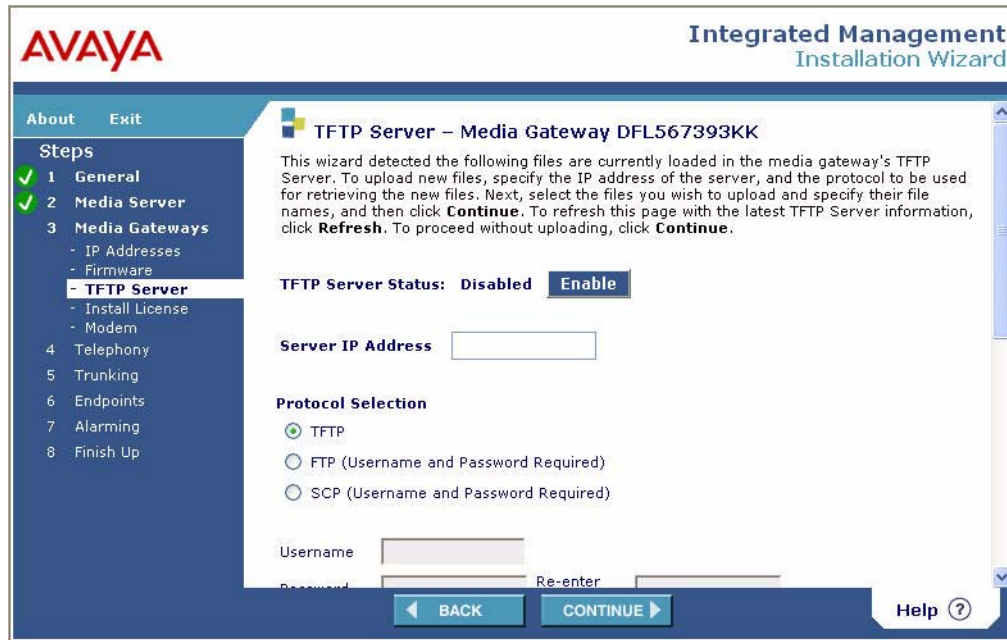 AVAYA
Integrated Management
Installation Wizard
About Exit
Steps
1 General
2 Media Server
3 Media Gateways
- IP Addresses
- Firmware
- TFTP Server
- Install License
- Modem
4 Telephony
5 Trunking
6 Endpoints
7 Alarming
8 Finish Up
TFTP Server – Media Gateway DFL567393KK
This wizard detected the following files are currently loaded in the media gateway's TFTP
Server. To upload new files, specify the IP address of the server, and the protocol to be used
for retrieving the new files. Next, select the files you wish to upload and specify their file
names, and then click Continue. To refresh this page with the latest TFTP Server information,
click Refresh. To proceed without uploading, click Continue.
TFTP Server Status: Disabled Enable
Server IP Address
Protocol Selection
TFTP
FTP (Username and Password Required)
SCP (Username and Password Required)
Username
Password Re-enter
BACK CONTINUE
Help ?